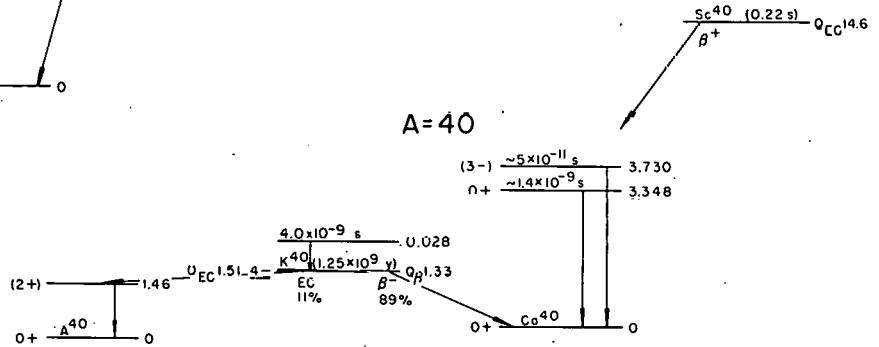 Sc40 (0.22 s)
QEC14.6
β+
0
A=40
(3-) ~5×10-11 s 3.730
0+ ~1.4×10-9 s 3.348
4.0×10-9 s 0.028
QEC1.51 4 K40 (1.25×10⁹ y) Qβ-1.33
(2+) 1.46
EC β-
11% 89%
0+ A40 0
0+ Ca40 0